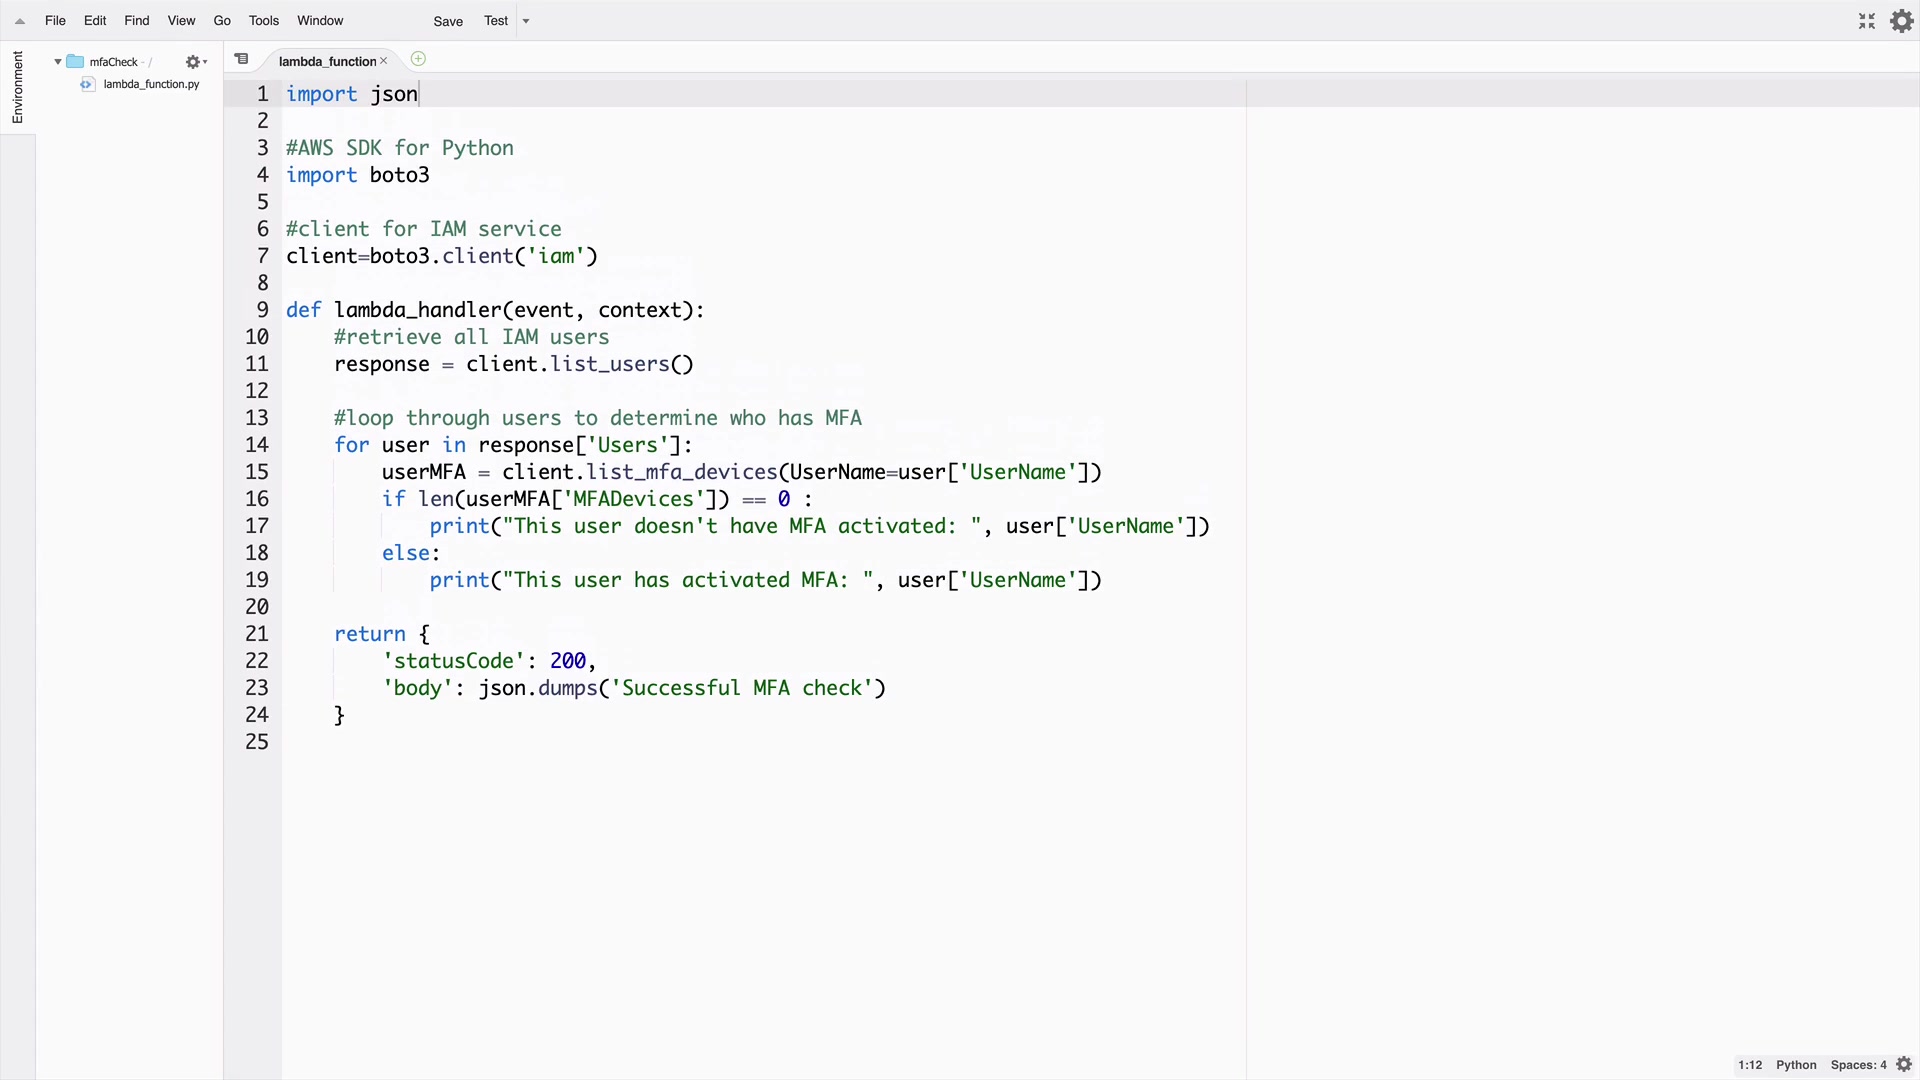 File Edit Find View Go Tools Window Save Test
Environment
mfaCheck - /
lambda_function.py
lambda_function ×
1 import json
2
3 #AWS SDK for Python
4 import boto3
5
6 #client for IAM service
7 client=boto3.client('iam')
8
9 def lambda_handler(event, context):
10     #retrieve all IAM users
11     response = client.list_users()
12
13     #loop through users to determine who has MFA
14     for user in response['Users']:
15         userMFA = client.list_mfa_devices(UserName=user['UserName'])
16         if len(userMFA['MFADevices']) == 0 :
17             print("This user doesn't have MFA activated: ", user['UserName'])
18         else:
19             print("This user has activated MFA: ", user['UserName'])
20
21     return {
22         'statusCode': 200,
23         'body': json.dumps('Successful MFA check')
24     }
25
1:12 Python Spaces: 4